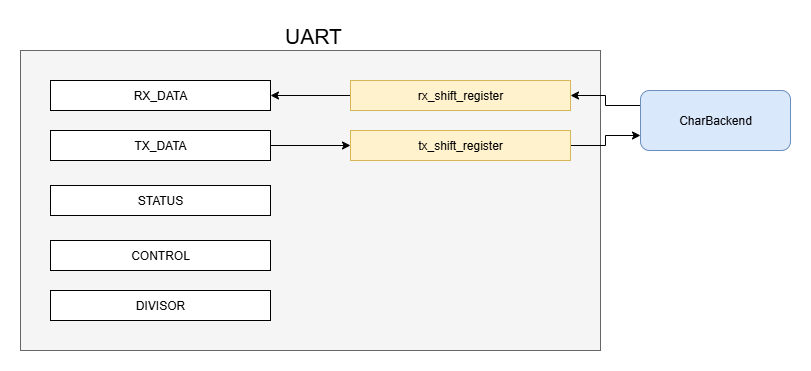 UART
RX_DATA
rx_shift_register
CharBackend
TX_DATA
tx_shift_register
STATUS
CONTROL
DIVISOR